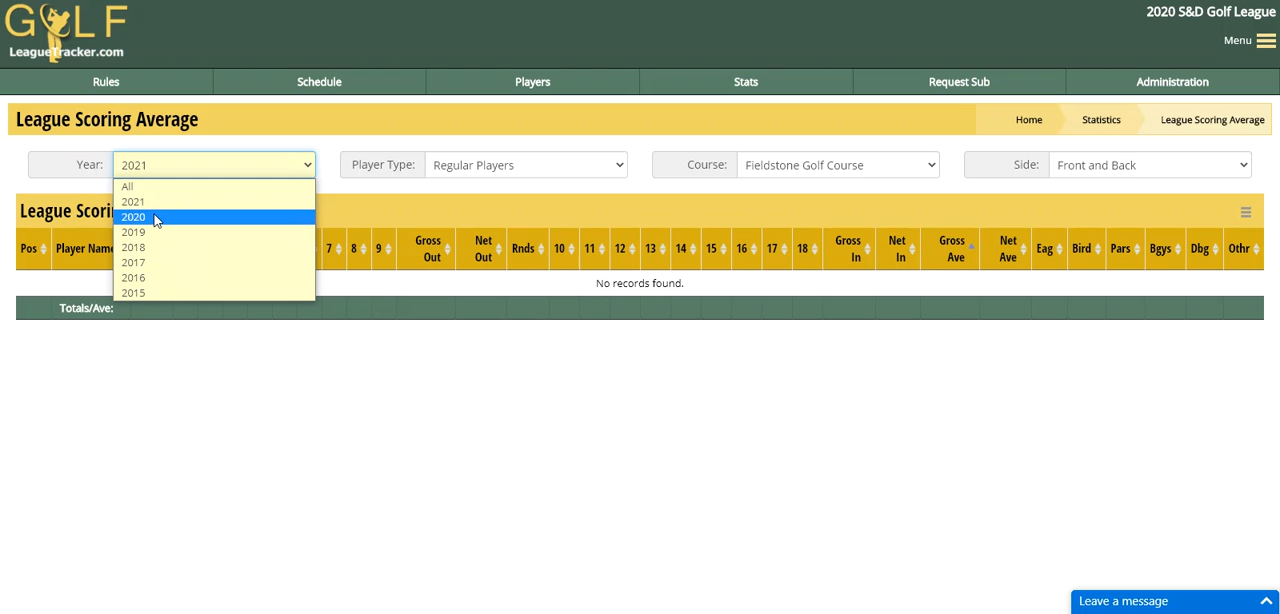 GOLF
LeagueTracker.com
2020 S&D Golf League
Menu
Rules Schedule Players Stats Request Sub Administration
League Scoring Average
Home Statistics League Scoring Average
Year: 2021 Player Type: Regular Players Course: Fieldstone Golf Course Side: Front and Back
All
2021
2020
2019
2018
2017
2016
2015
League Scori
Pos Player Name 7 8 9 Gross Out Net Out Rnds 10 11 12 13 14 15 16 17 18 Gross In Net In Gross Ave Net Ave Eag Bird Pars Bgys Dbg Othr
No records found.
Totals/Ave:
Leave a message